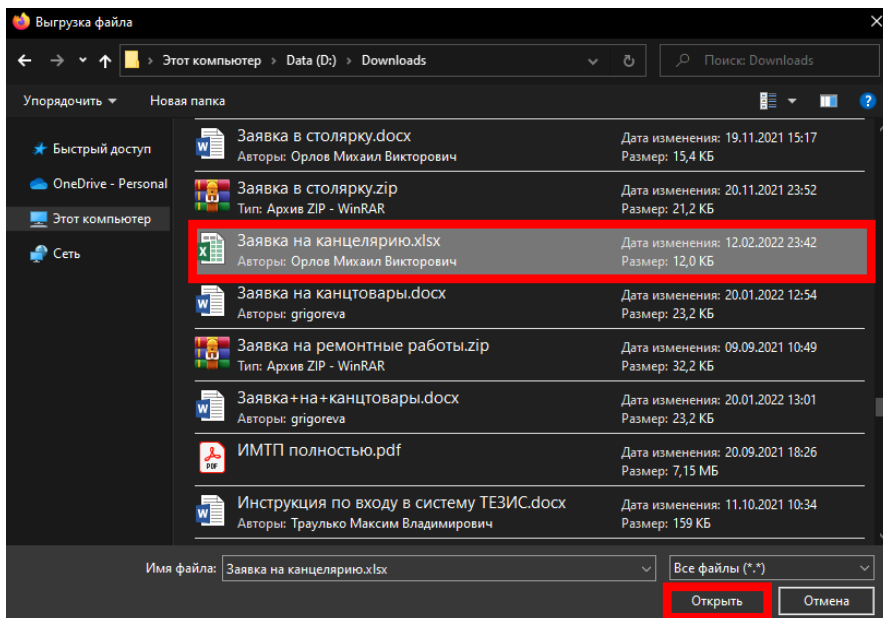 Выгрузка файла
Этот компьютер > Data (D:) > Downloads
Поиск: Downloads
Упорядочить
Новая папка
Быстрый доступ
OneDrive - Personal
Этот компьютер
Сеть
Заявка в столярку.docx
Авторы: Орлов Михаил Викторович
Дата изменения: 19.11.2021 15:17
Размер: 15,4 КБ
Заявка в столярку.zip
Тип: Архив ZIP - WinRAR
Дата изменения: 20.11.2021 23:52
Размер: 21,2 КБ
Заявка на канцелярию.xlsx
Авторы: Орлов Михаил Викторович
Дата изменения: 12.02.2022 23:42
Размер: 12,0 КБ
Заявка на канцтовары.docx
Авторы: grigoreva
Дата изменения: 20.01.2022 12:54
Размер: 23,2 КБ
Заявка на ремонтные работы.zip
Тип: Архив ZIP - WinRAR
Дата изменения: 09.09.2021 10:49
Размер: 32,2 КБ
Заявка+на+канцтовары.docx
Авторы: grigoreva
Дата изменения: 20.01.2022 13:01
Размер: 23,2 КБ
PDF
ИМТП полностью.pdf
Дата изменения: 20.09.2021 18:26
Размер: 7,15 МБ
Инструкция по входу в систему ТЕЗИС.docx
Авторы: Траулько Максим Владимирович
Дата изменения: 11.10.2021 10:34
Размер: 159 КБ
Имя файла:
Заявка на канцелярию.xlsx
Все файлы (*.*)
Открыть
Отмена